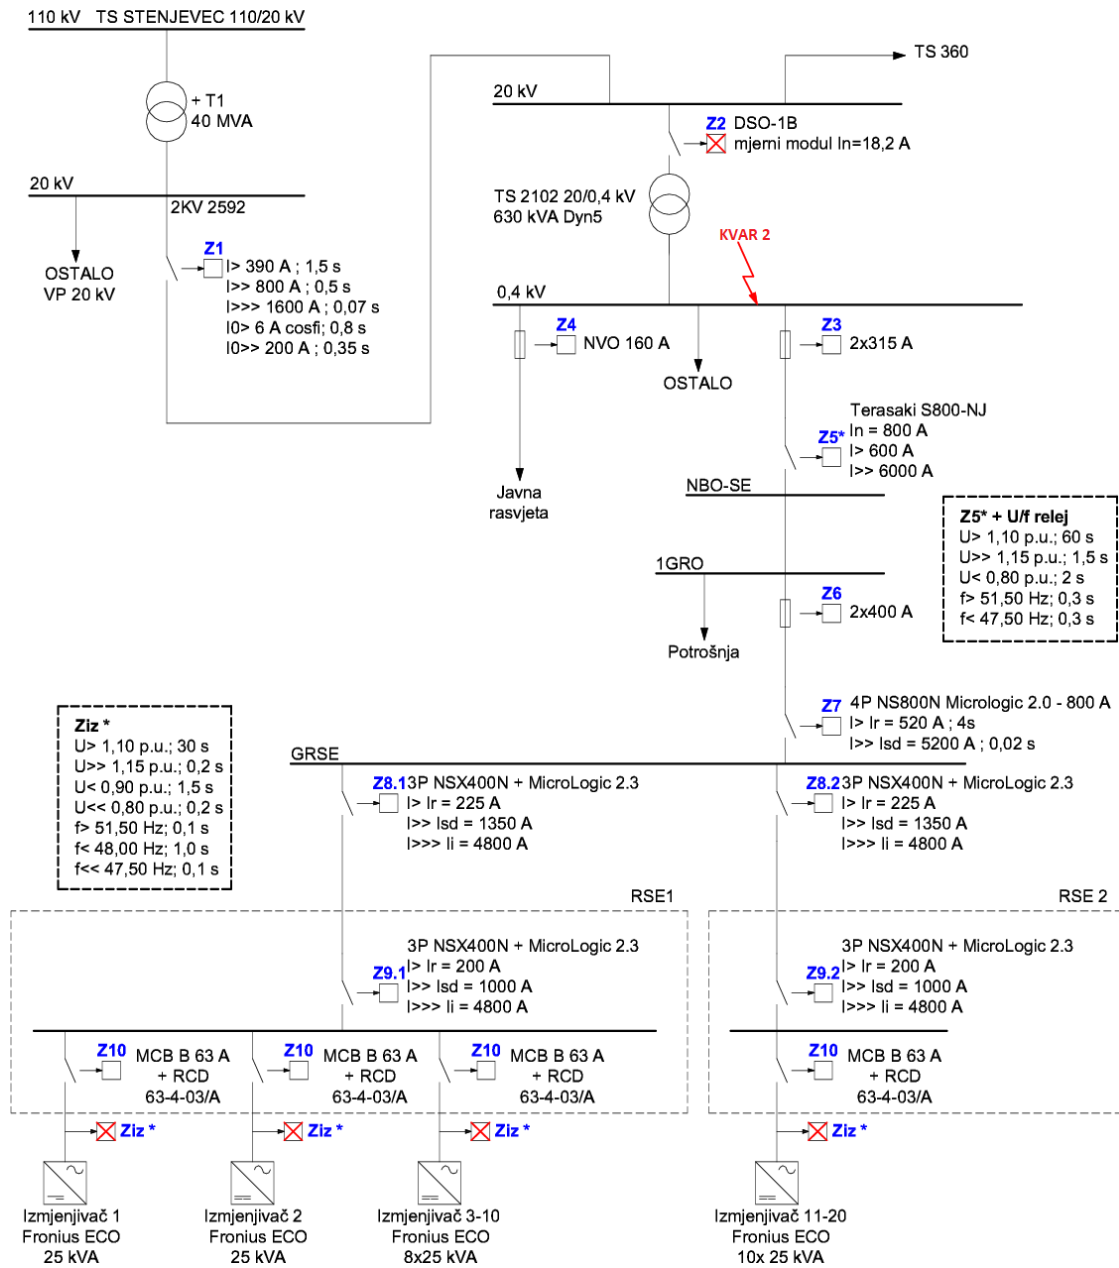 110 kV TS STENJEVEC 110/20 kV
+ T1
40 MVA
20 kV
2KV 2592
OSTALO
VP 20 kV
Z1
I> 390 A ; 1,5 s
I>> 800 A ; 0,5 s
I>>> 1600 A ; 0,07 s
I0> 6 A cosfi; 0,8 s
I0>> 200 A ; 0,35 s
TS 360
20 kV
Z2 DSO-1B
mjerni modul In=18,2 A
TS 2102 20/0,4 kV
630 kVA Dyn5
KVAR 2
0,4 kV
Z4
NVO 160 A
Javna
rasvjeta
OSTALO
Z3
2x315 A
Terasaki S800-NJ
In = 800 A
Z5*
I> 600 A
I>> 6000 A
NBO-SE
Z5* + U/f relej
U> 1,10 p.u.; 60 s
U>> 1,15 p.u.; 1,5 s
U< 0,80 p.u.; 2 s
f> 51,50 Hz; 0,3 s
f< 47,50 Hz; 0,3 s
1GRO
Z6
2x400 A
Potrošnja
Z7
4P NS800N Micrologic 2.0 - 800 A
I> Ir = 520 A ; 4s
I>> Isd = 5200 A ; 0,02 s
GRSE
Ziz *
U> 1,10 p.u.; 30 s
U>> 1,15 p.u.; 0,2 s
U< 0,90 p.u.; 1,5 s
U<< 0,80 p.u.; 0,2 s
f> 51,50 Hz; 0,1 s
f< 48,00 Hz; 1,0 s
f<< 47,50 Hz; 0,1 s
Z8.1 3P NSX400N + MicroLogic 2.3
I> Ir = 225 A
I>> Isd = 1350 A
I>>> Ii = 4800 A
Z8.2 3P NSX400N + MicroLogic 2.3
I> Ir = 225 A
I>> Isd = 1350 A
I>>> Ii = 4800 A
RSE1
3P NSX400N + MicroLogic 2.3
Z9.1 I> Ir = 200 A
I>> Isd = 1000 A
I>>> Ii = 4800 A
RSE 2
3P NSX400N + MicroLogic 2.3
Z9.2 I> Ir = 200 A
I>> Isd = 1000 A
I>>> Ii = 4800 A
Z10
MCB B 63 A
+ RCD
63-4-03/A
Z10
MCB B 63 A
+ RCD
63-4-03/A
Z10
MCB B 63 A
+ RCD
63-4-03/A
Z10
MCB B 63 A
+ RCD
63-4-03/A
Ziz *
Ziz *
Ziz *
Ziz *
Izmjenjivač 1
Fronius ECO
25 kVA
Izmjenjivač 2
Fronius ECO
25 kVA
Izmjenjivač 3-10
Fronius ECO
8x25 kVA
Izmjenjivač 11-20
Fronius ECO
10x 25 kVA